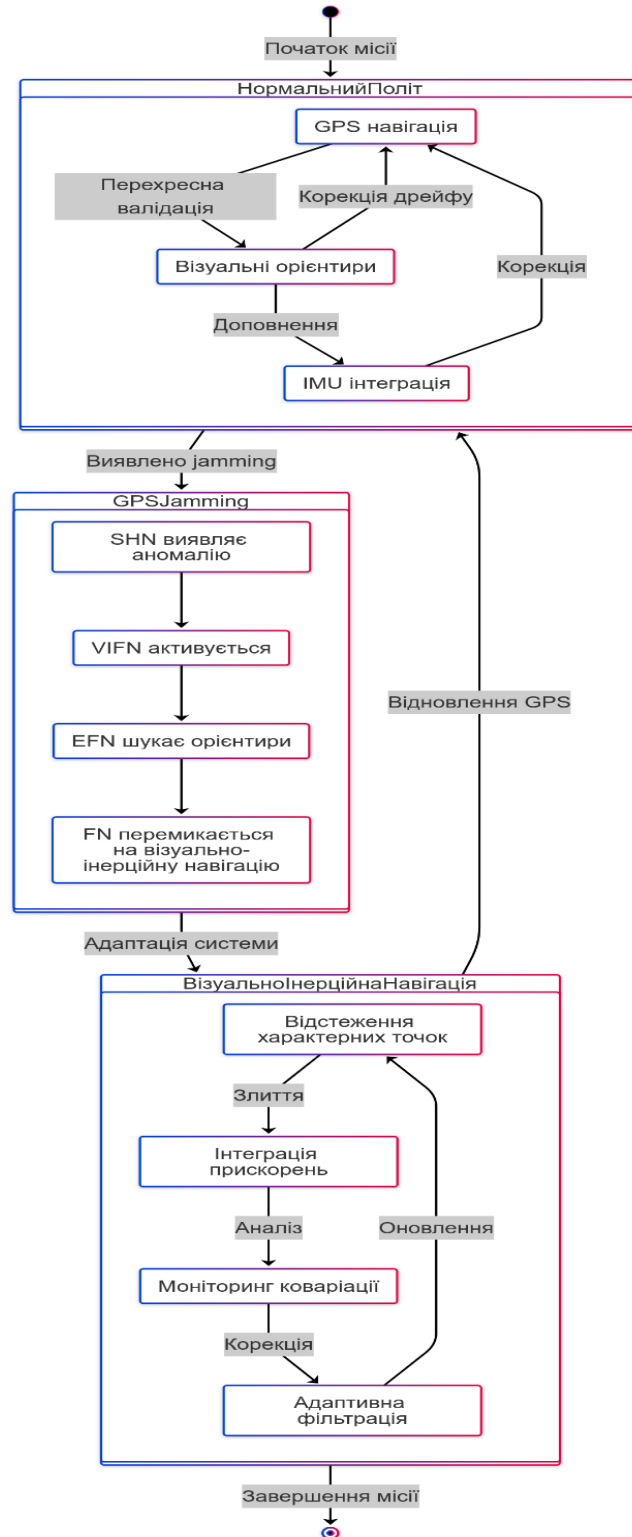 Початок місії
НормальнийПоліт
GPS навігація
Перехресна
валідація
Корекція дрейфу
Візуальні орієнтири
Корекція
Доповнення
IMU інтеграція
Виявлено jamming
GPSJamming
SHN виявляє
аномалію
VIFN активується
Відновлення GPS
EFN шукає орієнтири
FN перемикається
на візуально-
інерційну навігацію
Адаптація системи
ВізуальноІнерційнаНавігація
Відстеження
характерних точок
Злиття
Інтеграція
прискорень
Аналіз
Оновлення
Моніторинг коваріації
Корекція
Адаптивна
фільтрація
Завершення місії